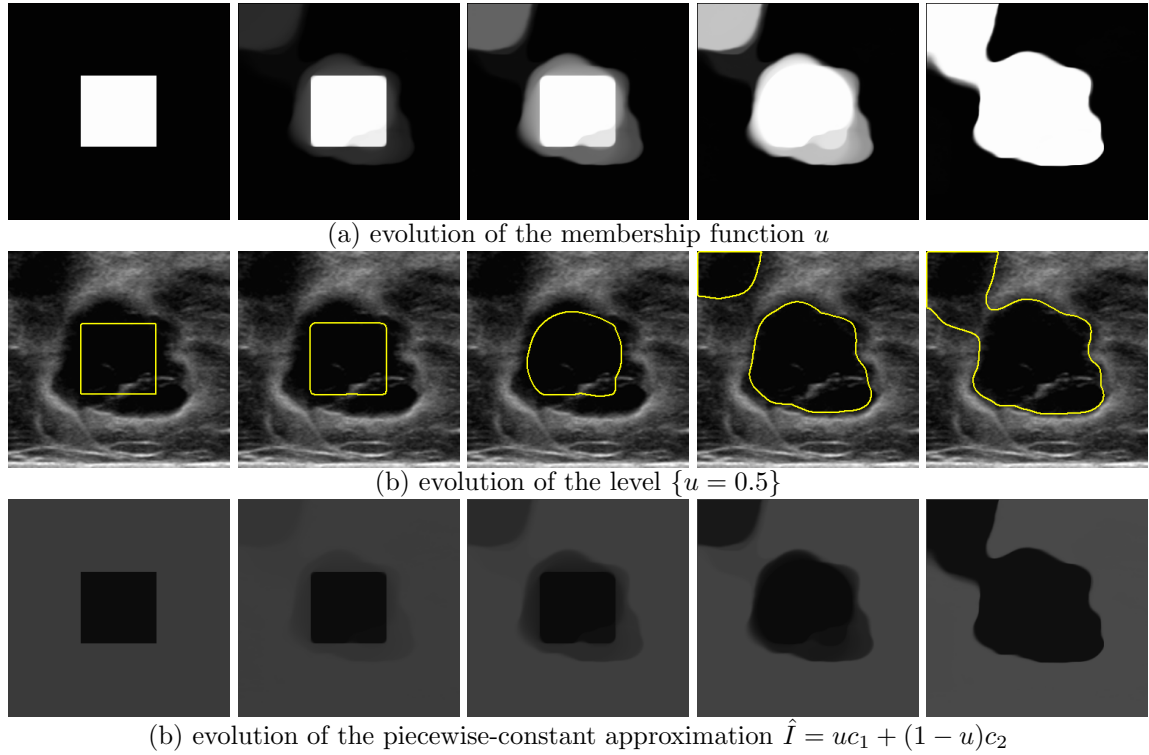 (a) evolution of the membership function u
(b) evolution of the level {u = 0.5}
(b) evolution of the piecewise-constant approximation Î = uc₁ + (1 − u)c₂